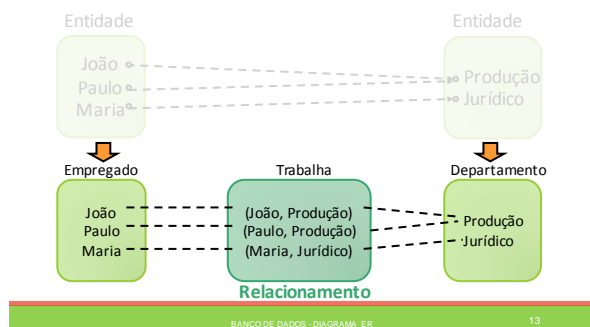 Entidade
Entidade
João
Paulo
Maria
Produção
Jurídico
Empregado
Trabalha
Departamento
João
Paulo
Maria
(João, Produção)
(Paulo, Produção)
(Maria, Jurídico)
Produção
Jurídico
Relacionamento
BANCO DE DADOS - DIAGRAMA ER
13